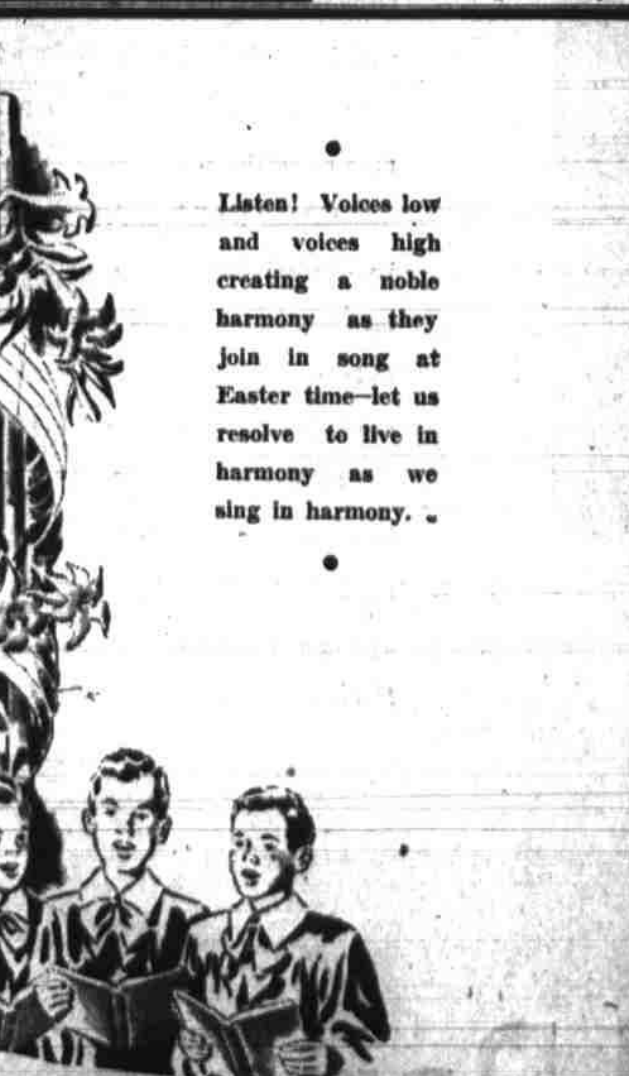 Listen! Voices low
and voices high
creating a noble
harmony as they
join in song at
Easter time—let us
resolve to live in
harmony as we
sing in harmony.